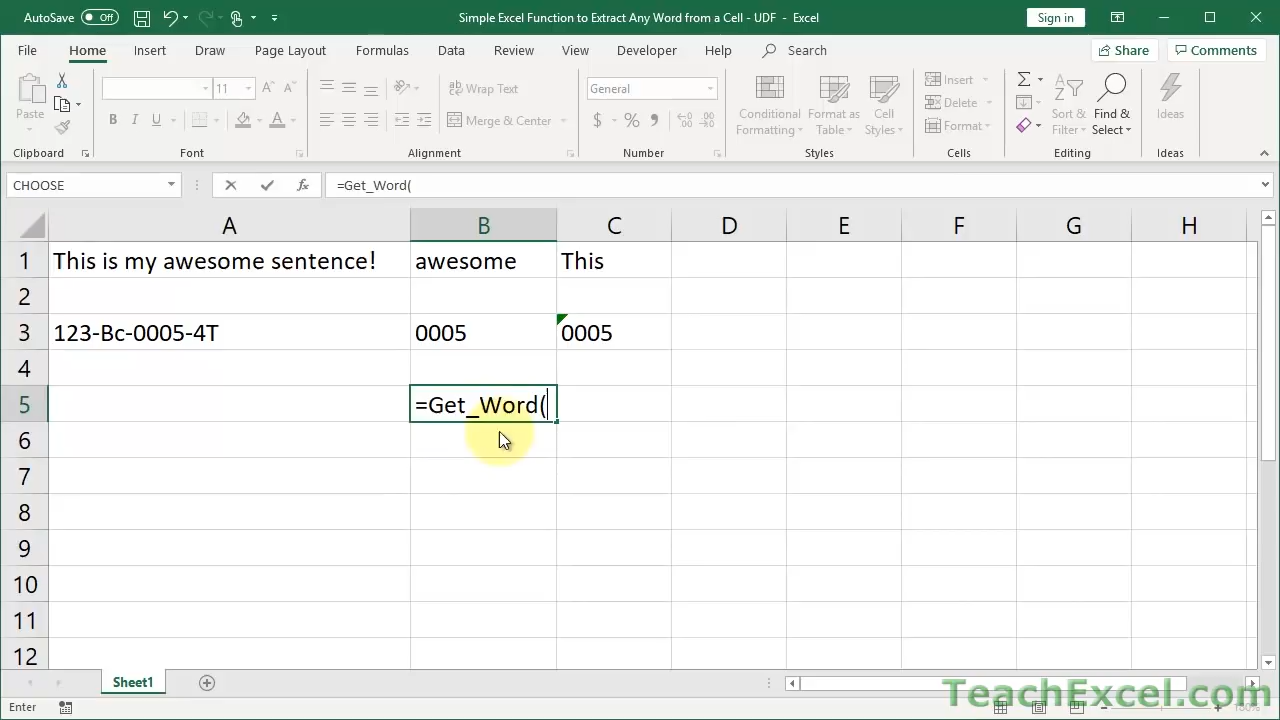 AutoSave Off Simple Excel Function to Extract Any Word from a Cell - UDF - Excel Sign in
File Home Insert Draw Page Layout Formulas Data Review View Developer Help Search Share Comments
Paste
Clipboard
11
B I U
A A
A
Font
ab Wrap Text
Merge & Center
Alignment
General
$ % ,
Number
Conditional Formatting
Format as Table
Cell Styles
Styles
Insert
Delete
Format
Cells
Sort & Filter
Find & Select
Editing
Ideas
Ideas
CHOOSE fx =Get_Word(
A B C D E F G H
1 This is my awesome sentence! awesome This
2
3 123-Bc-0005-4T 0005 0005
4
5 =Get_Word(
6
7
8
9
10
11
12
Sheet1
TeachExcel.com
Enter 100%